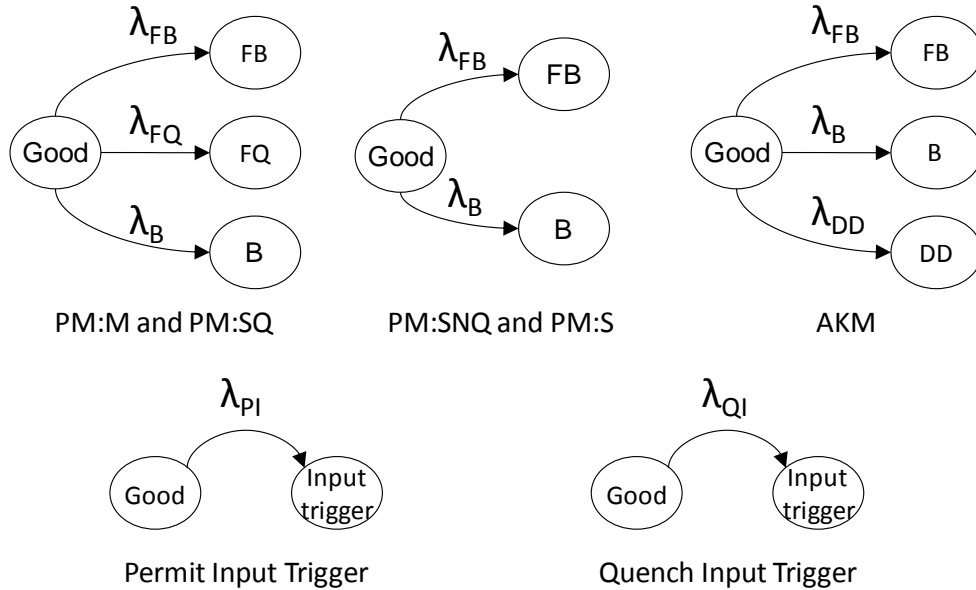 λFB
FB
Good
λFQ
FQ
λB
B
PM:M and PM:SQ
λFB
FB
Good
λB
B
PM:SNQ and PM:S
λFB
FB
Good
λB
B
λDD
DD
AKM
λPI
Good
Input
trigger
Permit Input Trigger
λQI
Good
Input
trigger
Quench Input Trigger